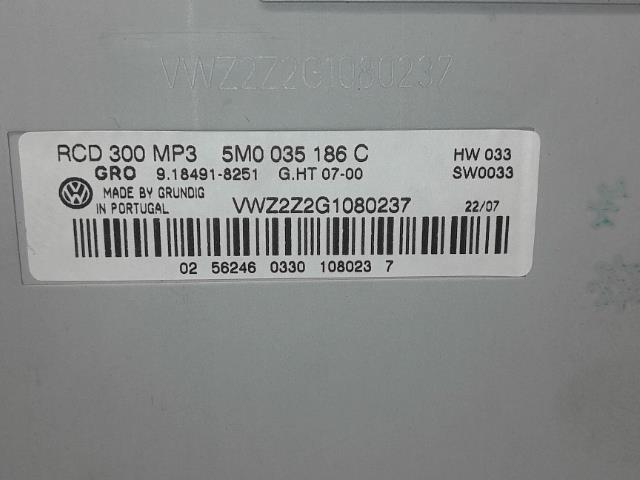 VWZ2Z2G1080237
RCD 300 MP3 5M0 035 186 C HW 033
GRO 9.18491-8251 G.HT 07-00 SW0033
MADE BY GRUNDIG
IN PORTUGAL VWZ2Z2G1080237 22/07
02 56246 0330 108023 7